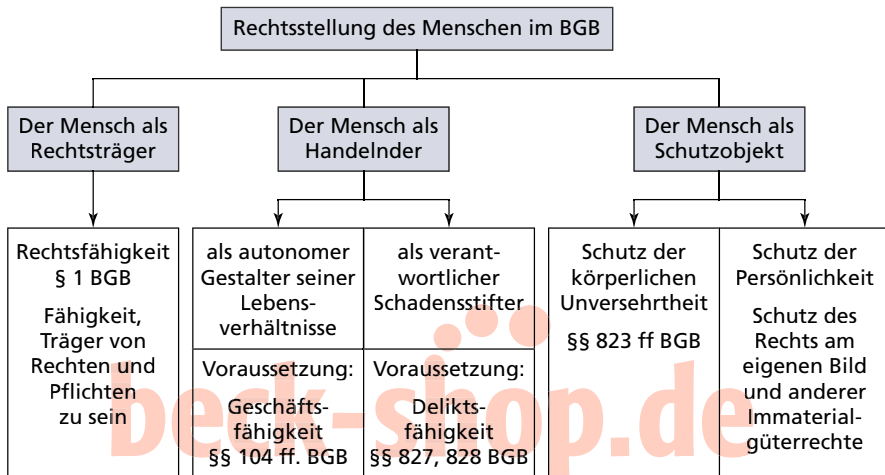 Rechtsstellung des Menschen im BGB
Der Mensch als
Rechtsträger
Der Mensch als
Handelnder
Der Mensch als
Schutzobjekt
Rechtsfähigkeit
§ 1 BGB
Fähigkeit,
Träger von
Rechten und
Pflichten
zu sein
als autonomer
Gestalter seiner
Lebens-
verhältnisse
Voraussetzung:
Geschäfts-
fähigkeit
§§ 104 ff. BGB
als verant-
wortlicher
Schadensstifter
Voraussetzung:
Delikts-
fähigkeit
§§ 827, 828 BGB
Schutz der
körperlichen
Unversehrtheit
§§ 823 ff BGB
Schutz der
Persönlichkeit
Schutz des
Rechts am
eigenen Bild
und anderer
Immaterial-
güterrechte
beck-shop.de